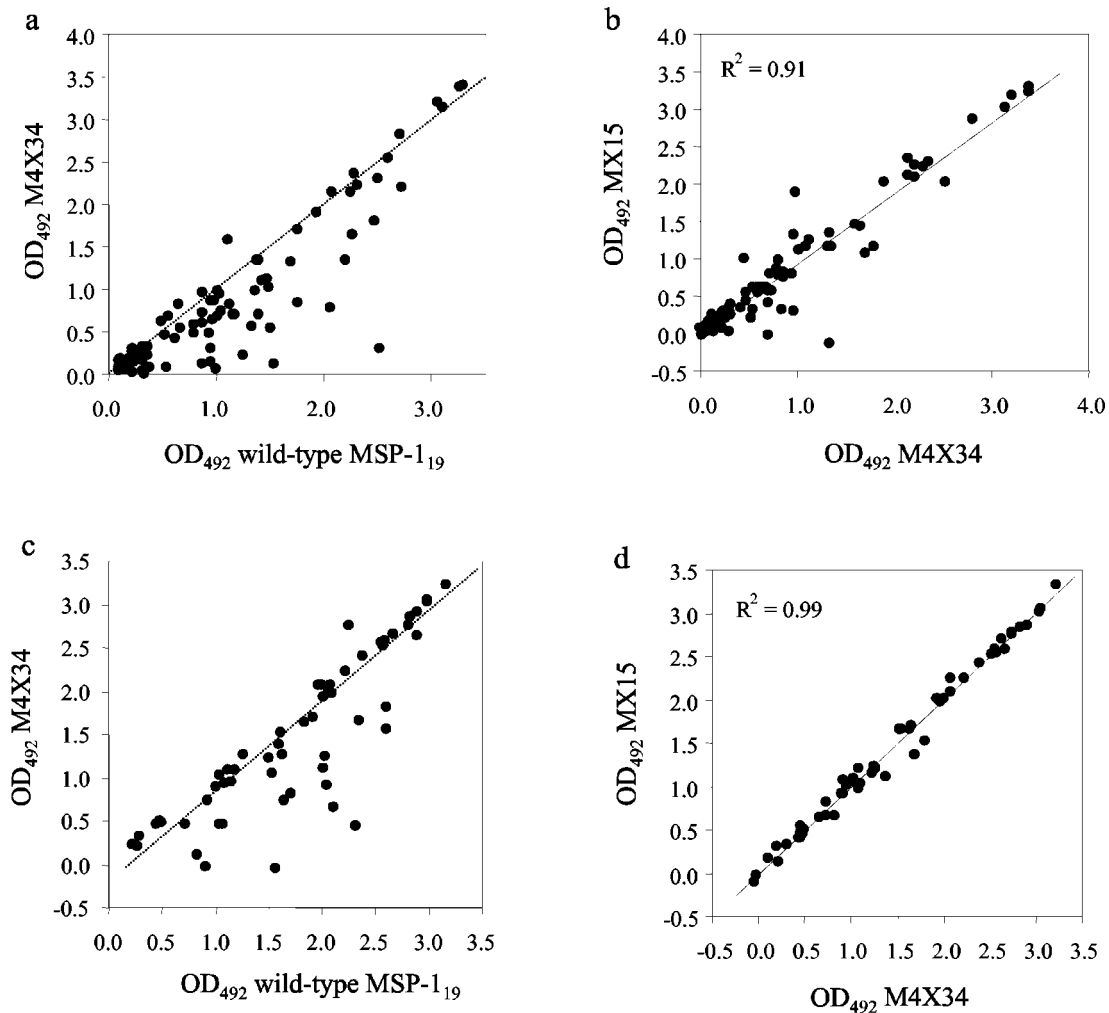 a
4.0
3.5
3.0
2.5
2.0
1.5
1.0
0.5
0.0
OD492 M4X34
0.0 1.0 2.0 3.0
OD492 wild-type MSP-119
b
R2 = 0.91
4.0
3.5
3.0
2.5
2.0
1.5
1.0
0.5
0.0
-0.5
OD492 MX15
0.0 1.0 2.0 3.0 4.0
OD492 M4X34
c
3.5
3.0
2.5
2.0
1.5
1.0
0.5
0.0
-0.5
OD492 M4X34
0.0 0.5 1.0 1.5 2.0 2.5 3.0 3.5
OD492 wild-type MSP-119
d
R2 = 0.99
3.5
3.0
2.5
2.0
1.5
1.0
0.5
0.0
-0.5
OD492 MX15
-0.5 0.0 0.5 1.0 1.5 2.0 2.5 3.0 3.5
OD492 M4X34